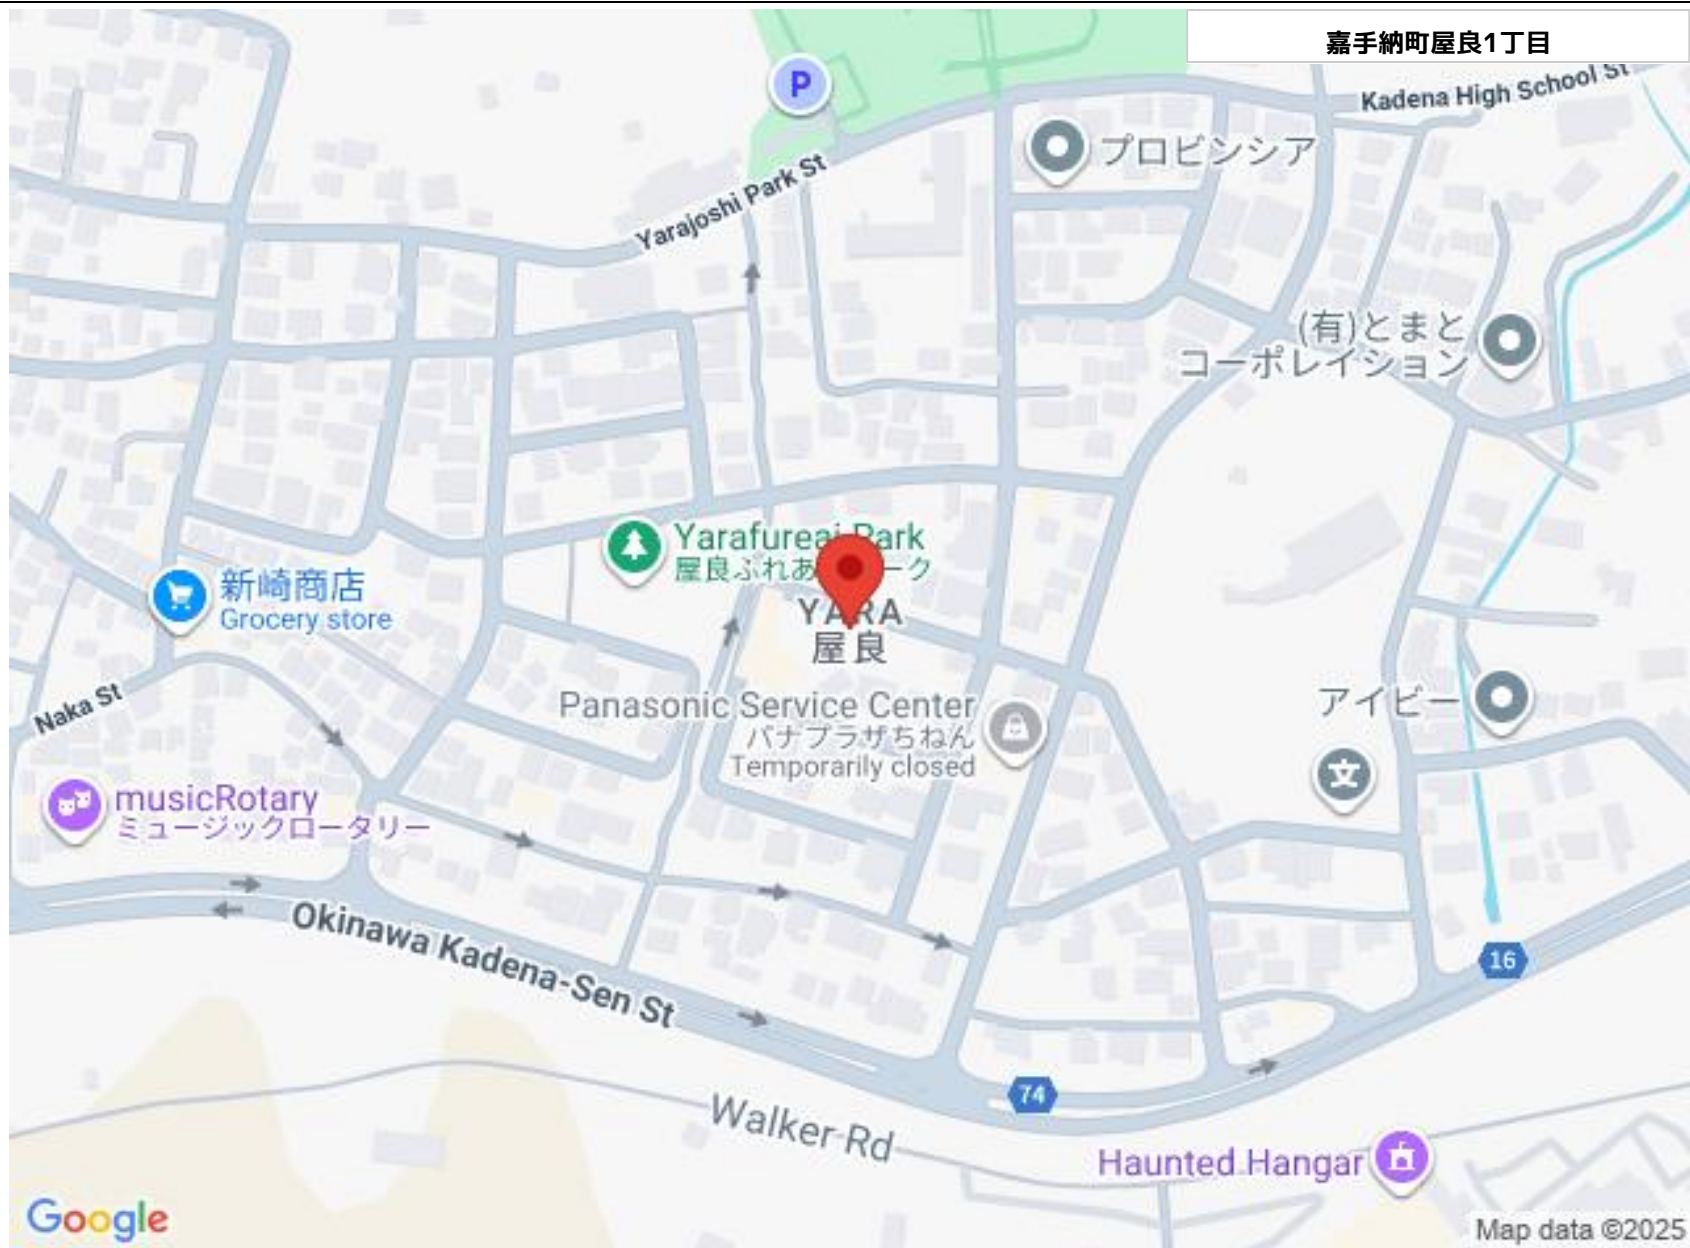 嘉手納町屋良1丁目
P
Kadena High School St
プロビンシア
Yarajoshi Park St
(有)とまと
コーポレイション
Yarafureai Park
屋良ふれあ
ーク
新崎商店
Grocery store
YARA
屋良
Naka St
Panasonic Service Center
パナプラザちねん
Temporarily closed
アイビー
文
musicRotary
ミュージックロータリー
Okinawa Kadena-Sen St
16
74
Walker Rd
Haunted Hangar
Google
Map data ©2025